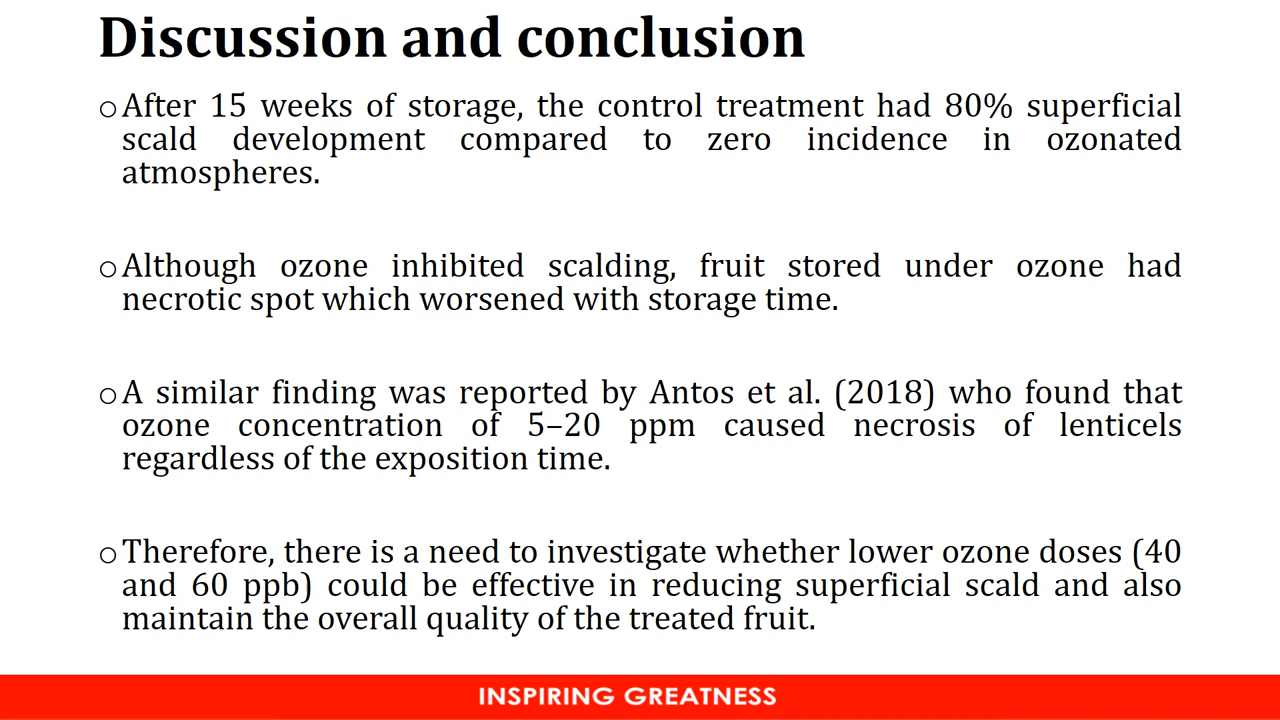 Discussion and conclusion
○After 15 weeks of storage, the control treatment had 80% superficial
scald development compared to zero incidence in ozonated
atmospheres.
○Although ozone inhibited scalding, fruit stored under ozone had
necrotic spot which worsened with storage time.
○A similar finding was reported by Antos et al. (2018) who found that
ozone concentration of 5–20 ppm caused necrosis of lenticels
regardless of the exposition time.
○Therefore, there is a need to investigate whether lower ozone doses (40
and 60 ppb) could be effective in reducing superficial scald and also
maintain the overall quality of the treated fruit.
INSPIRING GREATNESS